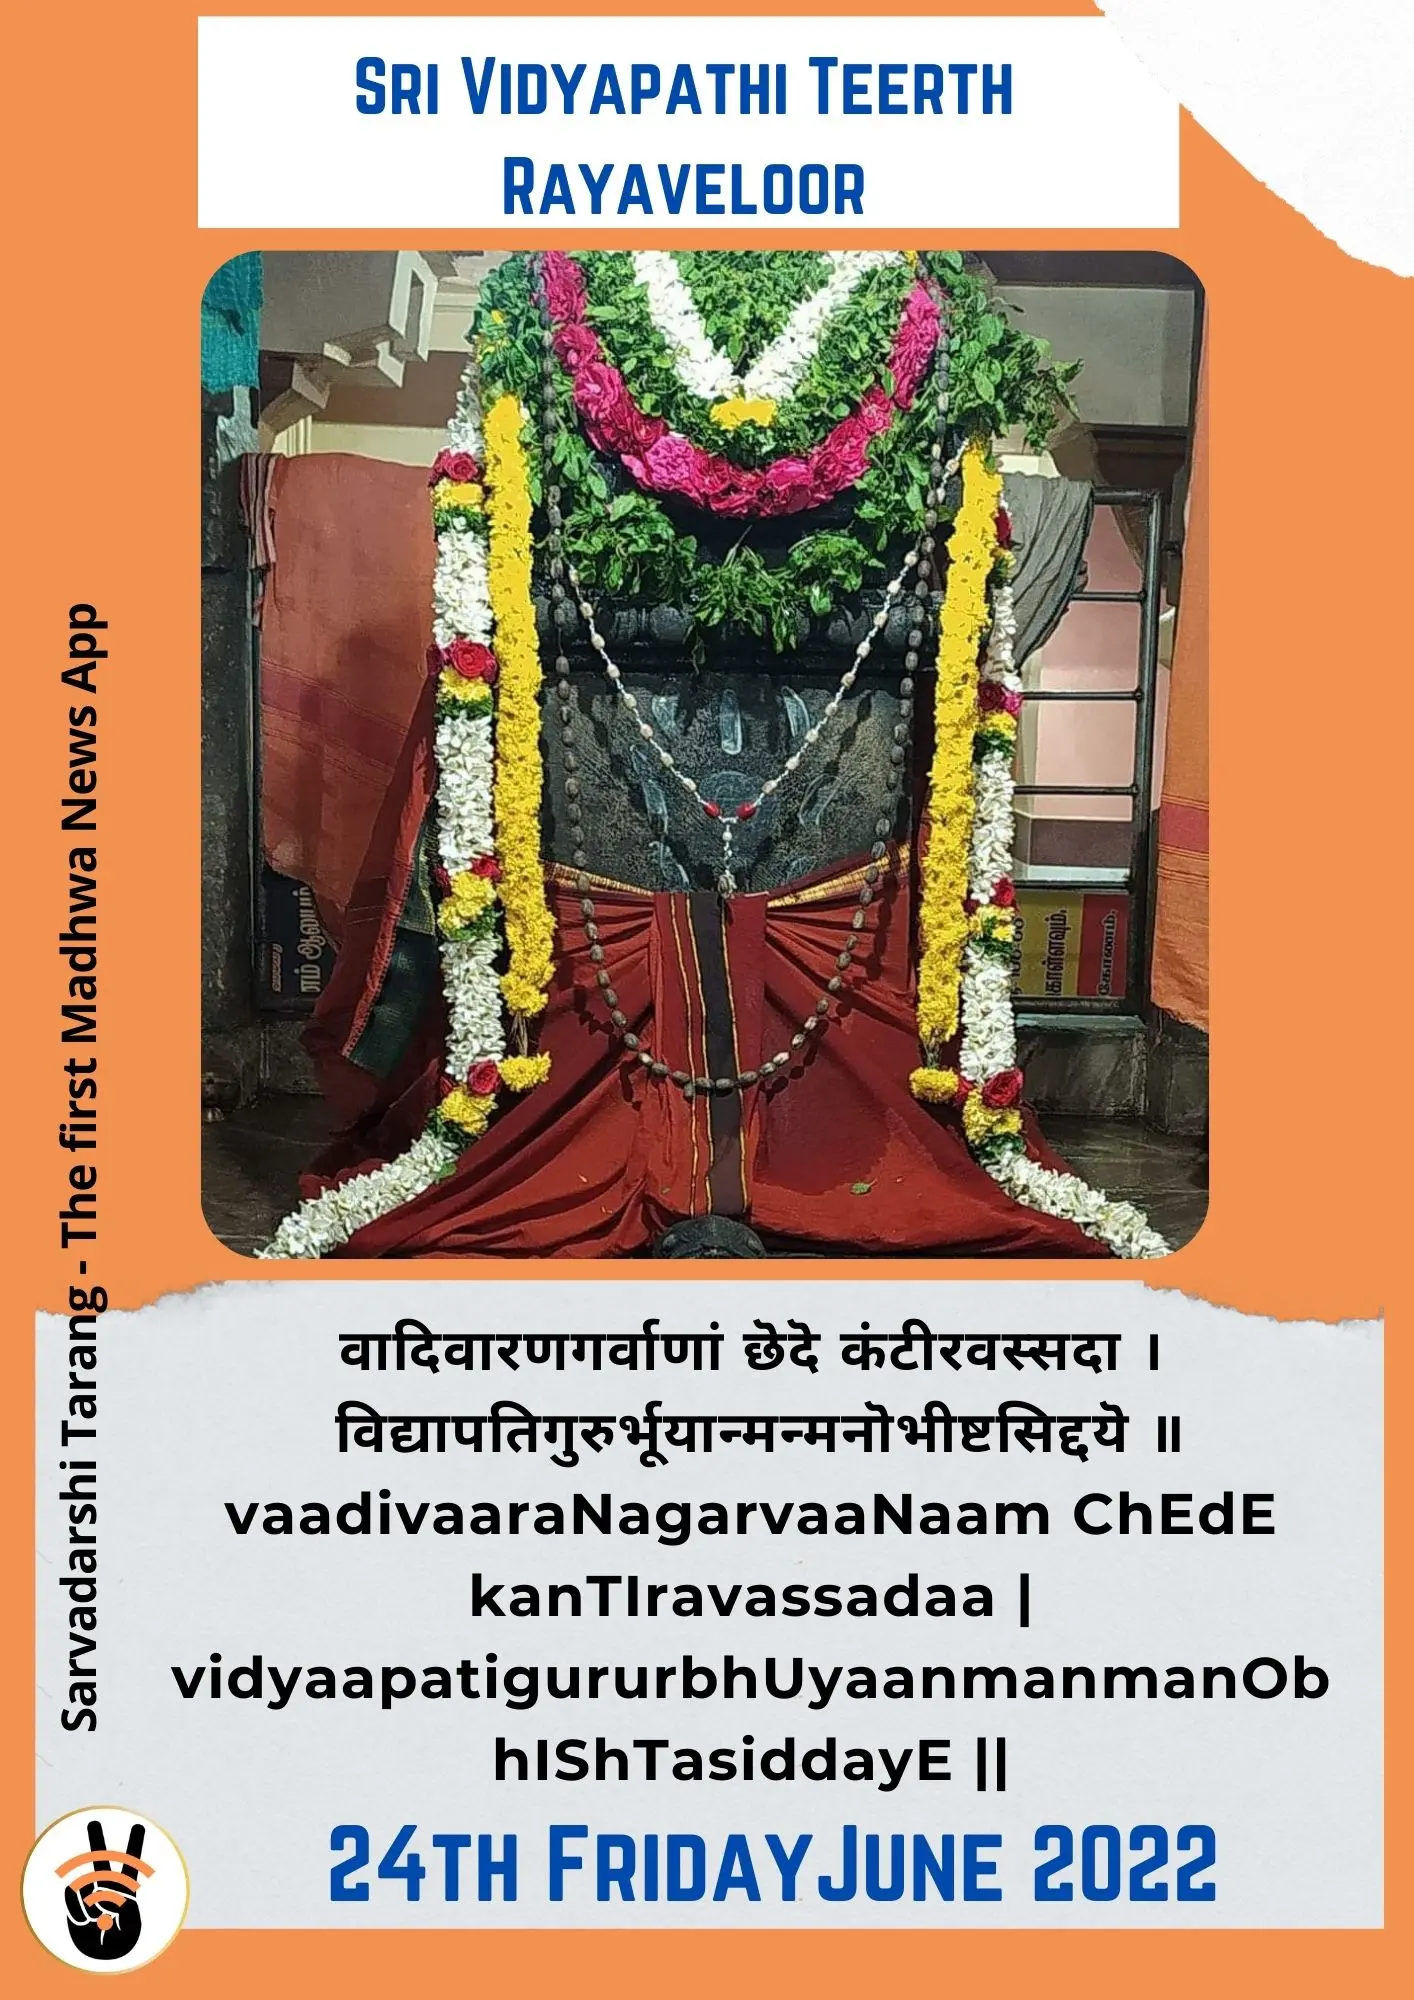 Sri Vidyapathi Teerth
Rayaveloor
Sarvadarshi Tarang - The first Madhwa News App
கொள்ளவும்.
வாदिवारणगर्वाणां छॆदॆ कंटीरवस्सदा ।
विद्यापतिगुरुर्भूयान्मन्मनॊभीष्टसिद्दयॆ ॥
vaadivaaraNagarvaaNaam ChEdE
kanTIravassadaa |
vidyaapatigururbhUyaanmanmanOb
hIShTasiddayE ||
24th FridayJune 2022